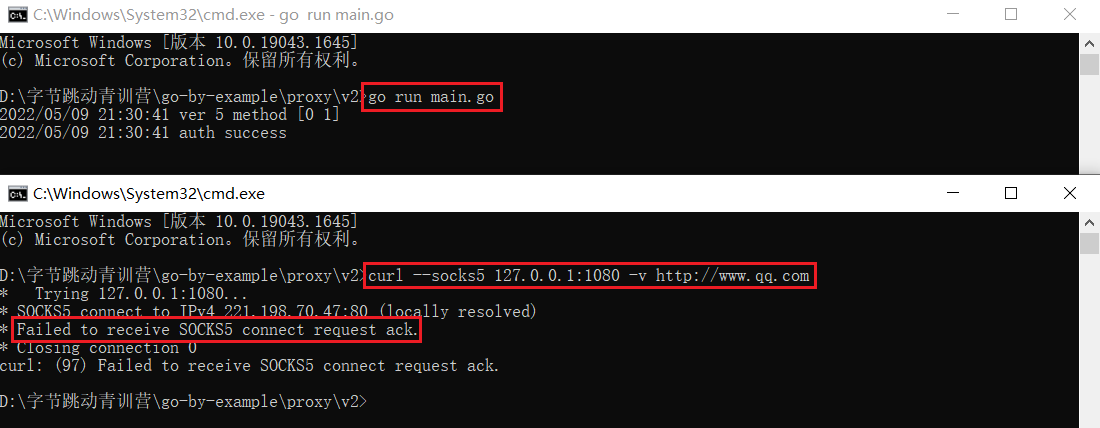 C:\Windows\System32\cmd.exe - go  run main.go
Microsoft Windows [版本 10.0.19043.1645]
(c) Microsoft Corporation。保留所有权利。
D:\字节跳动青训营\go-by-example\proxy\v2>go run main.go
2022/05/09 21:30:41 ver 5 method [0 1]
2022/05/09 21:30:41 auth success
C:\Windows\System32\cmd.exe
Microsoft Windows [版本 10.0.19043.1645]
(c) Microsoft Corporation。保留所有权利。
D:\字节跳动青训营\go-by-example\proxy\v2>curl --socks5 127.0.0.1:1080 -v http://www.qq.com
*   Trying 127.0.0.1:1080...
* SOCKS5 connect to IPv4 221.198.70.47:80 (locally resolved)
* Failed to receive SOCKS5 connect request ack.
* Closing connection 0
curl: (97) Failed to receive SOCKS5 connect request ack.
D:\字节跳动青训营\go-by-example\proxy\v2>